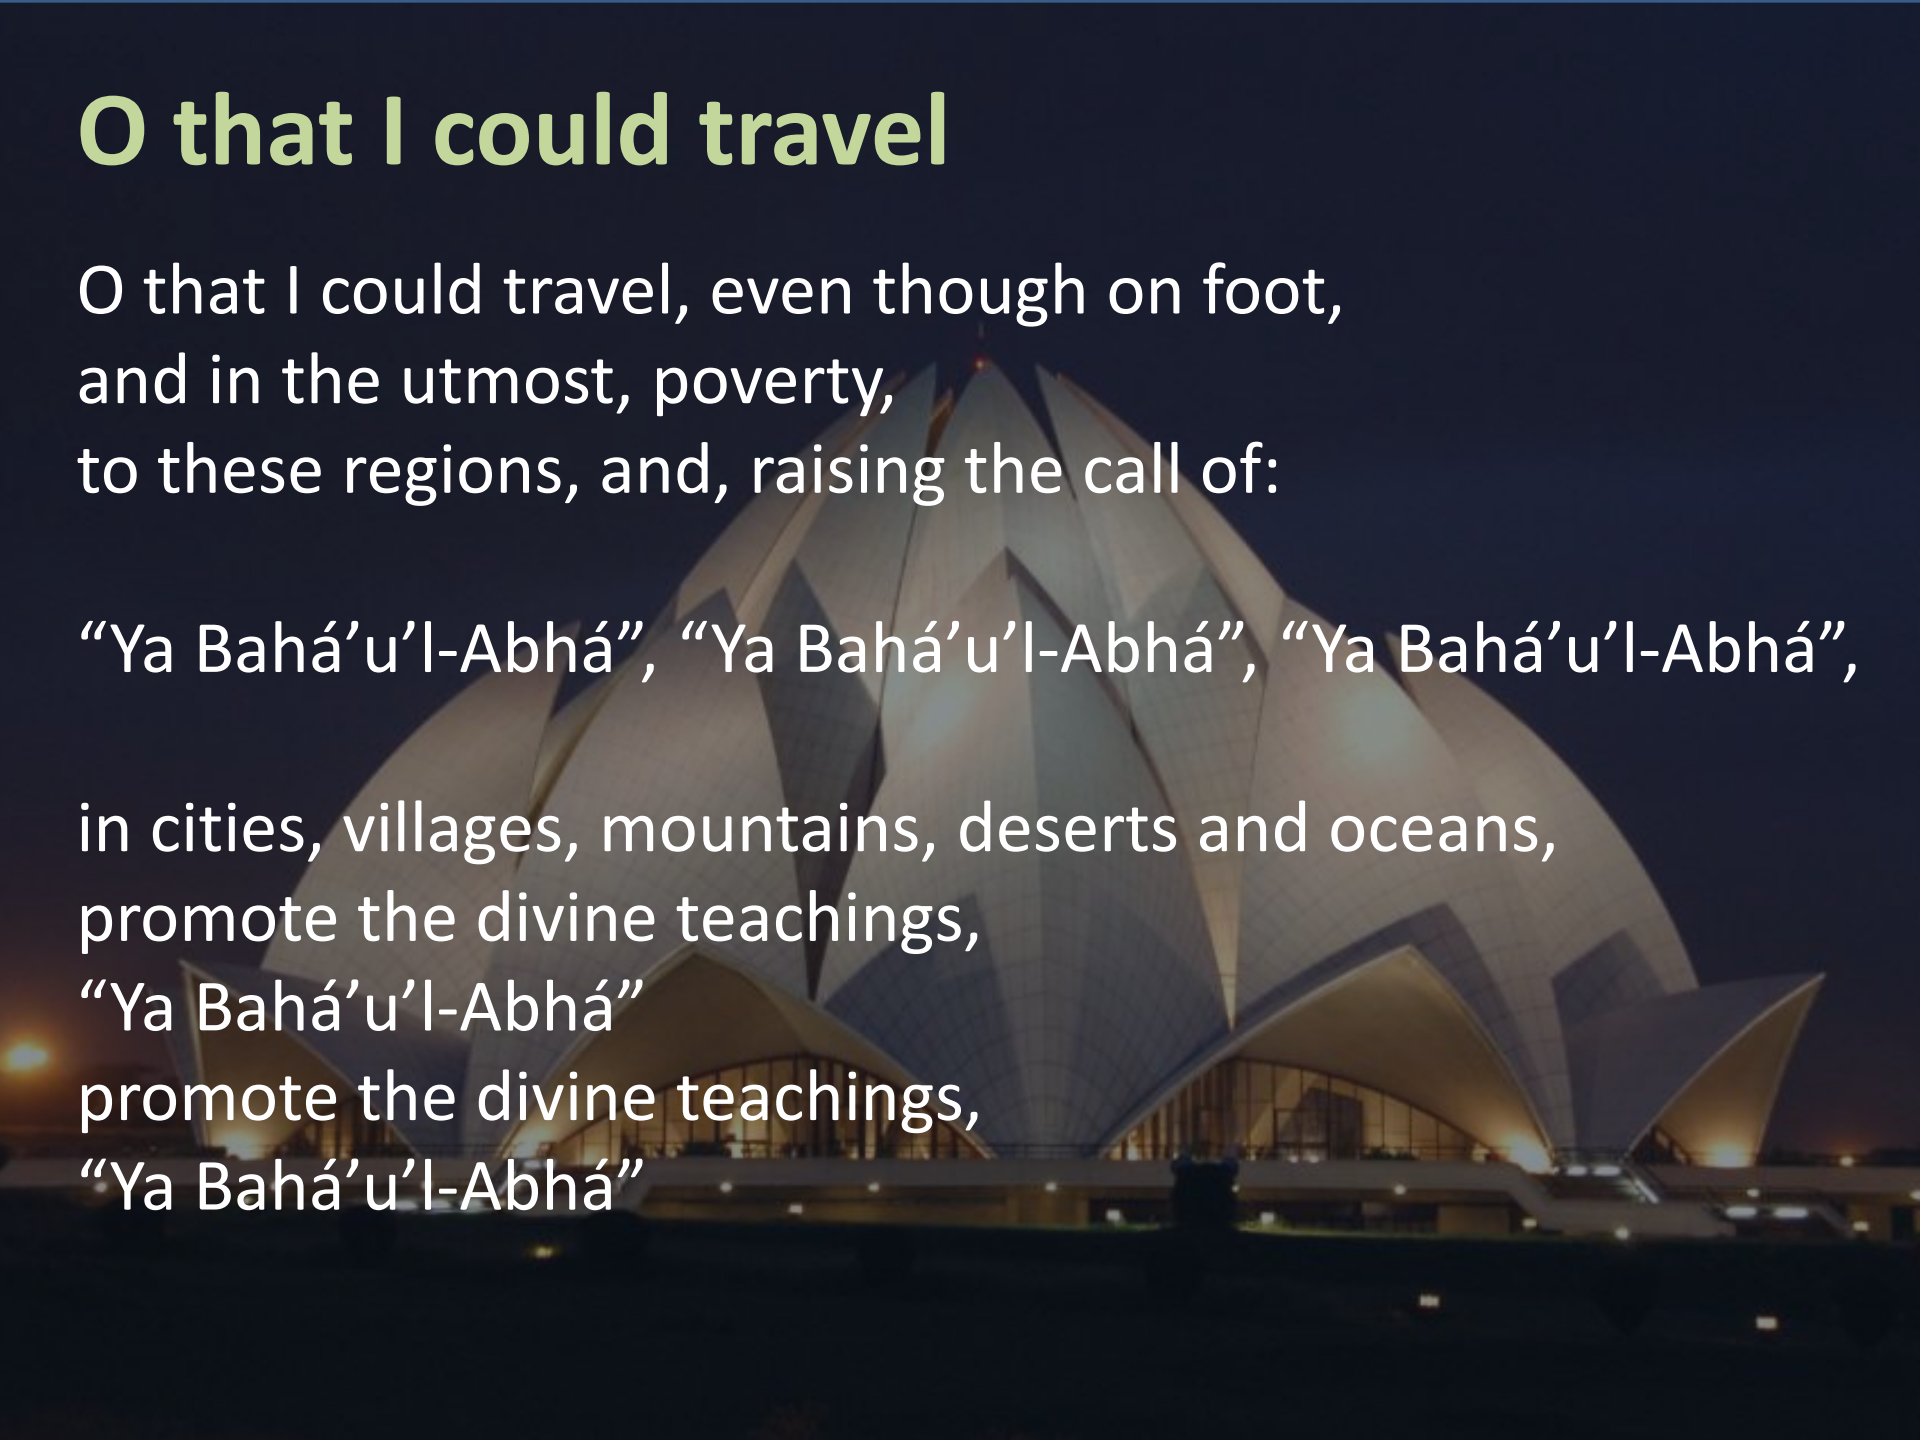 O that I could travel
O that I could travel, even though on foot,
and in the utmost, poverty,
to these regions, and, raising the call of:
“Ya Bahá’u’l-Abhá”, “Ya Bahá’u’l-Abhá”, “Ya Bahá’u’l-Abhá”,
in cities, villages, mountains, deserts and oceans,
promote the divine teachings,
“Ya Bahá’u’l-Abhá”
promote the divine teachings,
“Ya Bahá’u’l-Abhá”